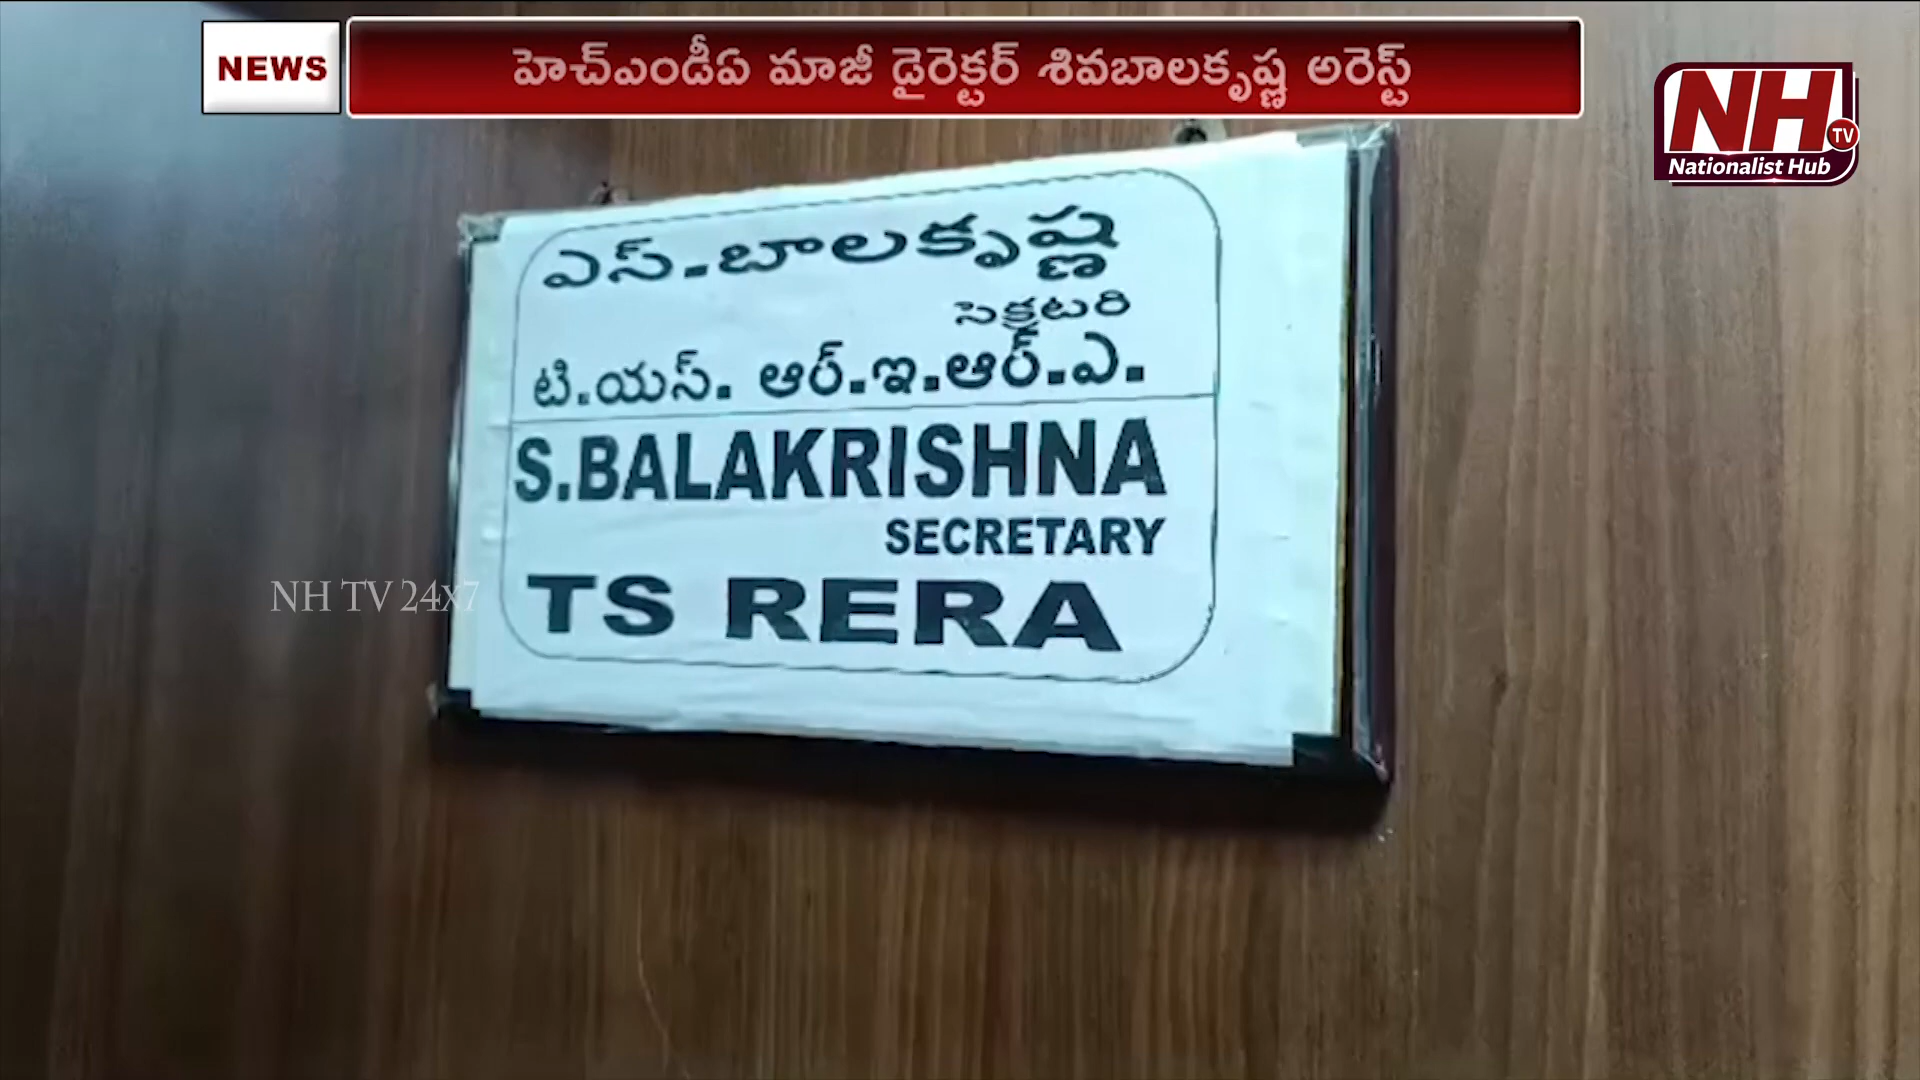 NEWS
హెచ్ఎండీఏ మాజీ డైరెక్టర్ శివబాలకృష్ణ అరెస్ట్
NH TV
Nationalist Hub
ఎస్.బాలకృష్ణ
సెక్రటరి
టి.యస్. ఆర్.ఇ.ఆర్.ఎ.
S.BALAKRISHNA
SECRETARY
TS RERA
NH TV 24x7